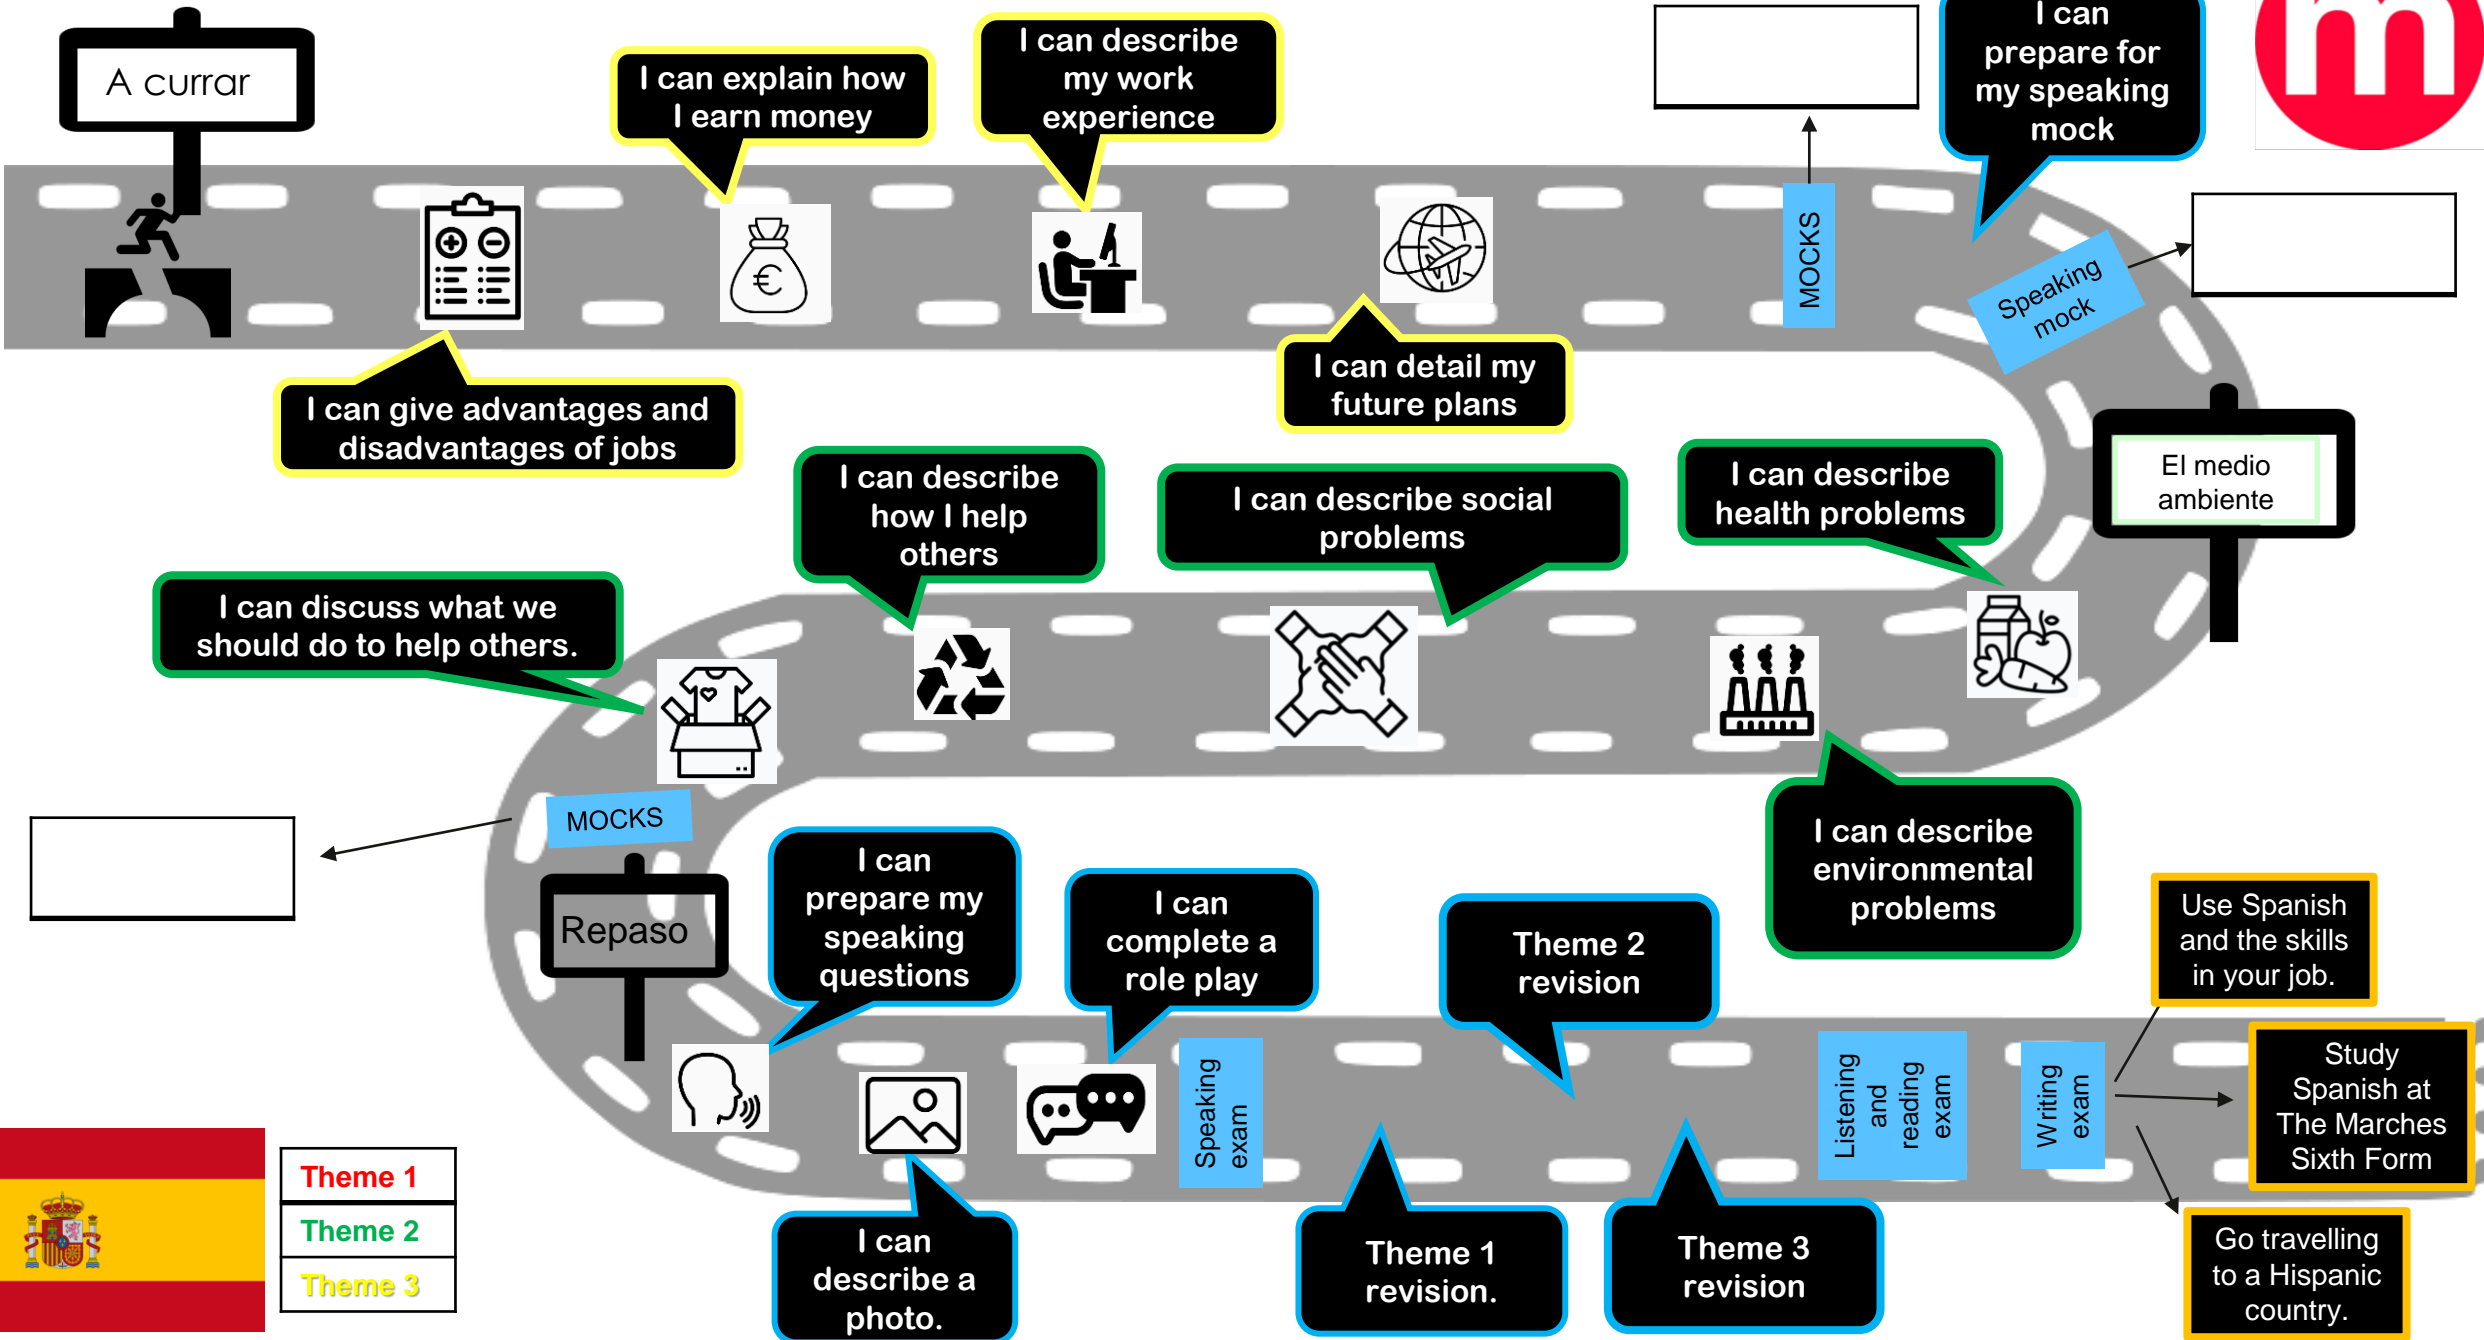 A currar
I can explain how
I earn money
I can describe
my work
experience
I can
prepare for
my speaking
mock
m
MOCKS
Speaking
mock
I can give advantages and
disadvantages of jobs
I can detail my
future plans
El medio
ambiente
I can describe
health problems
I can describe social
problems
I can describe
how I help
others
I can discuss what we
should do to help others.
I can describe
environmental
problems
MOCKS
Repaso
I can
prepare my
speaking
questions
I can
complete a
role play
Theme 2
revision
Speaking
exam
Listening
and
reading
exam
Writing
exam
Use Spanish
and the skills
in your job.
Study
Spanish at
The Marches
Sixth Form
Go travelling
to a Hispanic
country.
I can
describe a
photo.
Theme 1
revision.
Theme 3
revision
Theme 1
Theme 2
Theme 3